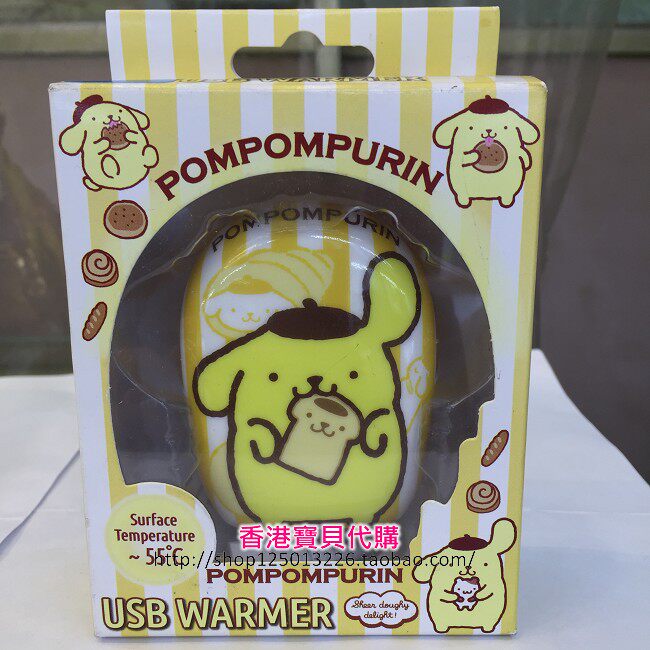 POMPOMPURIN
POMPOMPURIN
Surface
Temperature
~ 55°C
香港寶貝代購
http://shop125013226.taobao.com/
POMPOMPURIN
USB WARMER
Sheer doughy
delight!